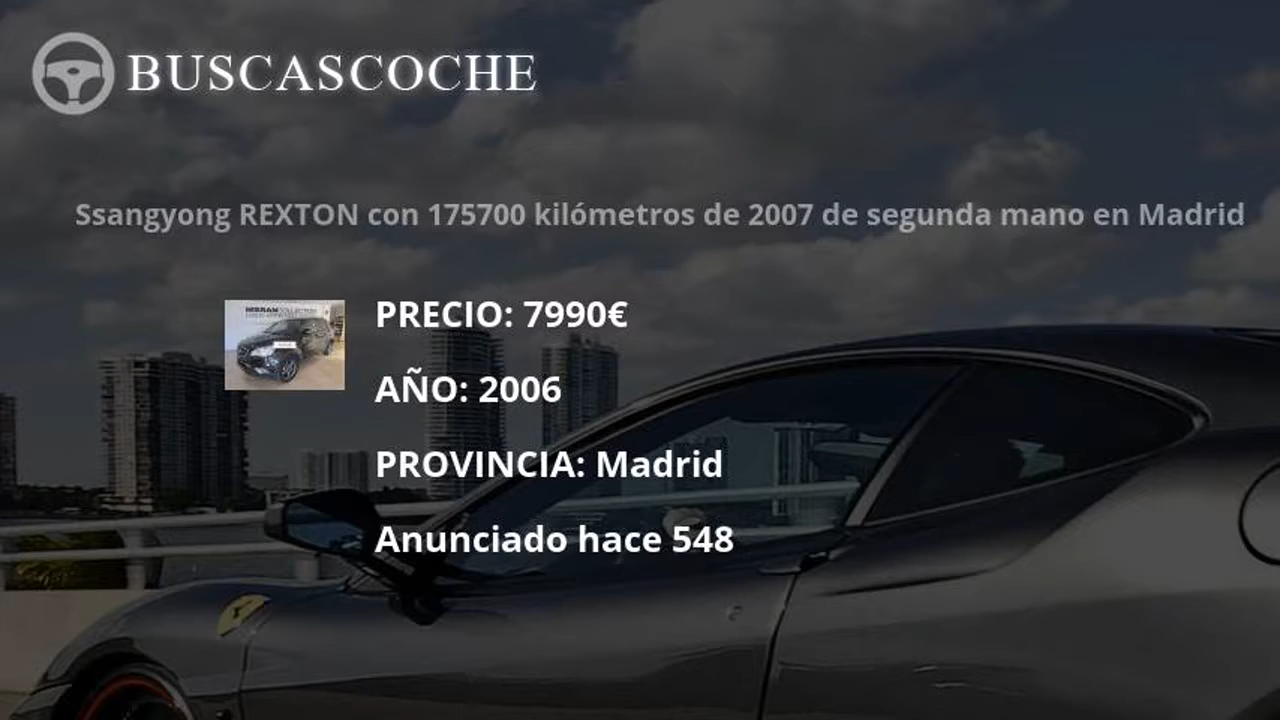 BUSCASCOCHE
Ssangyong REXTON con 175700 kilómetros de 2007 de segunda mano en Madrid
PRECIO: 7990€
AÑO: 2006
PROVINCIA: Madrid
Anunciado hace 548